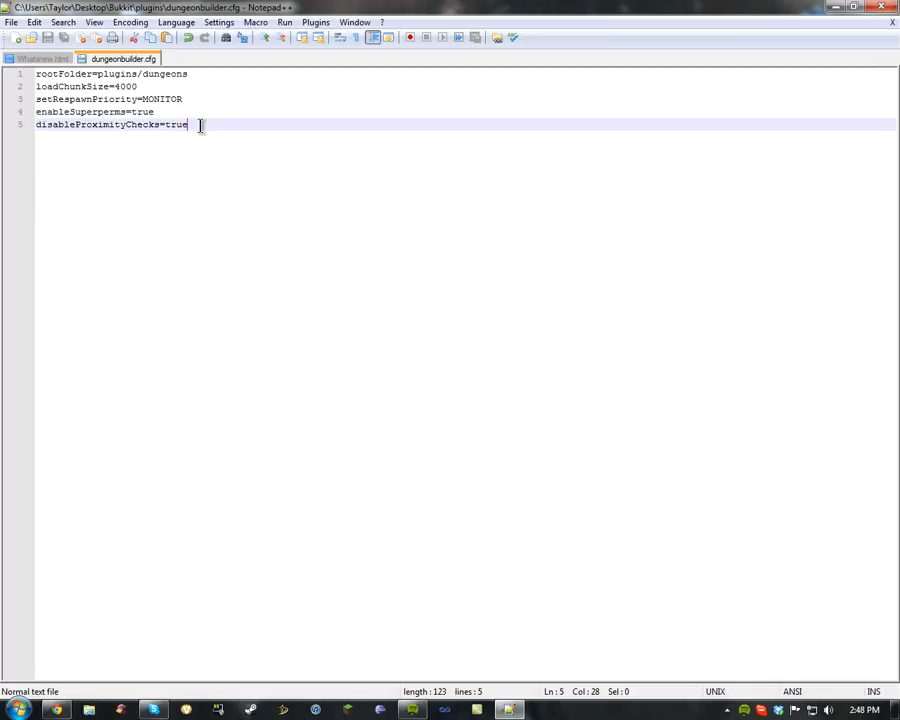 C:\Users\Taylor\Desktop\Bukkit\plugins\dungeonbuilder.cfg - Notepad++
File Edit Search View Encoding Language Settings Macro Run Plugins Window ?
X
Whatsnew.html dungeonbuilder.cfg
1 rootFolder=plugins/dungeons
2 loadChunkSize=4000
3 setRespawnPriority=MONITOR
4 enableSuperperms=true
5 disableProximityChecks=true
Normal text file length : 123 lines : 5 Ln : 5 Col : 28 Sel : 0 UNIX ANSI INS
2:48 PM